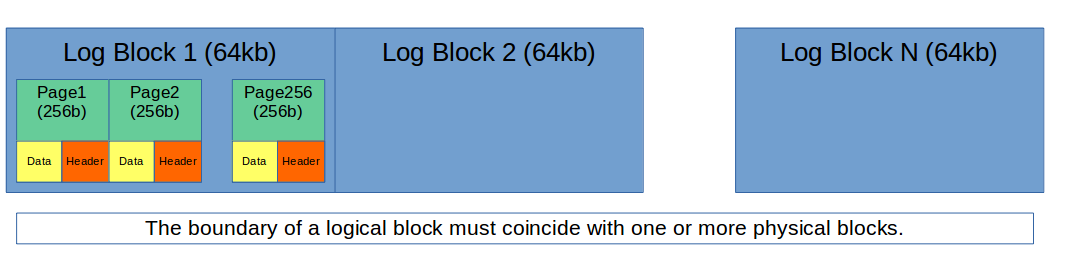 Log Block 1 (64kb)
Log Block 2 (64kb)
Log Block N (64kb)
Page1
(256b)
Page2
(256b)
Page256
(256b)
Data
Header
Data
Header
Data
Header
The boundary of a logical block must coincide with one or more physical blocks.